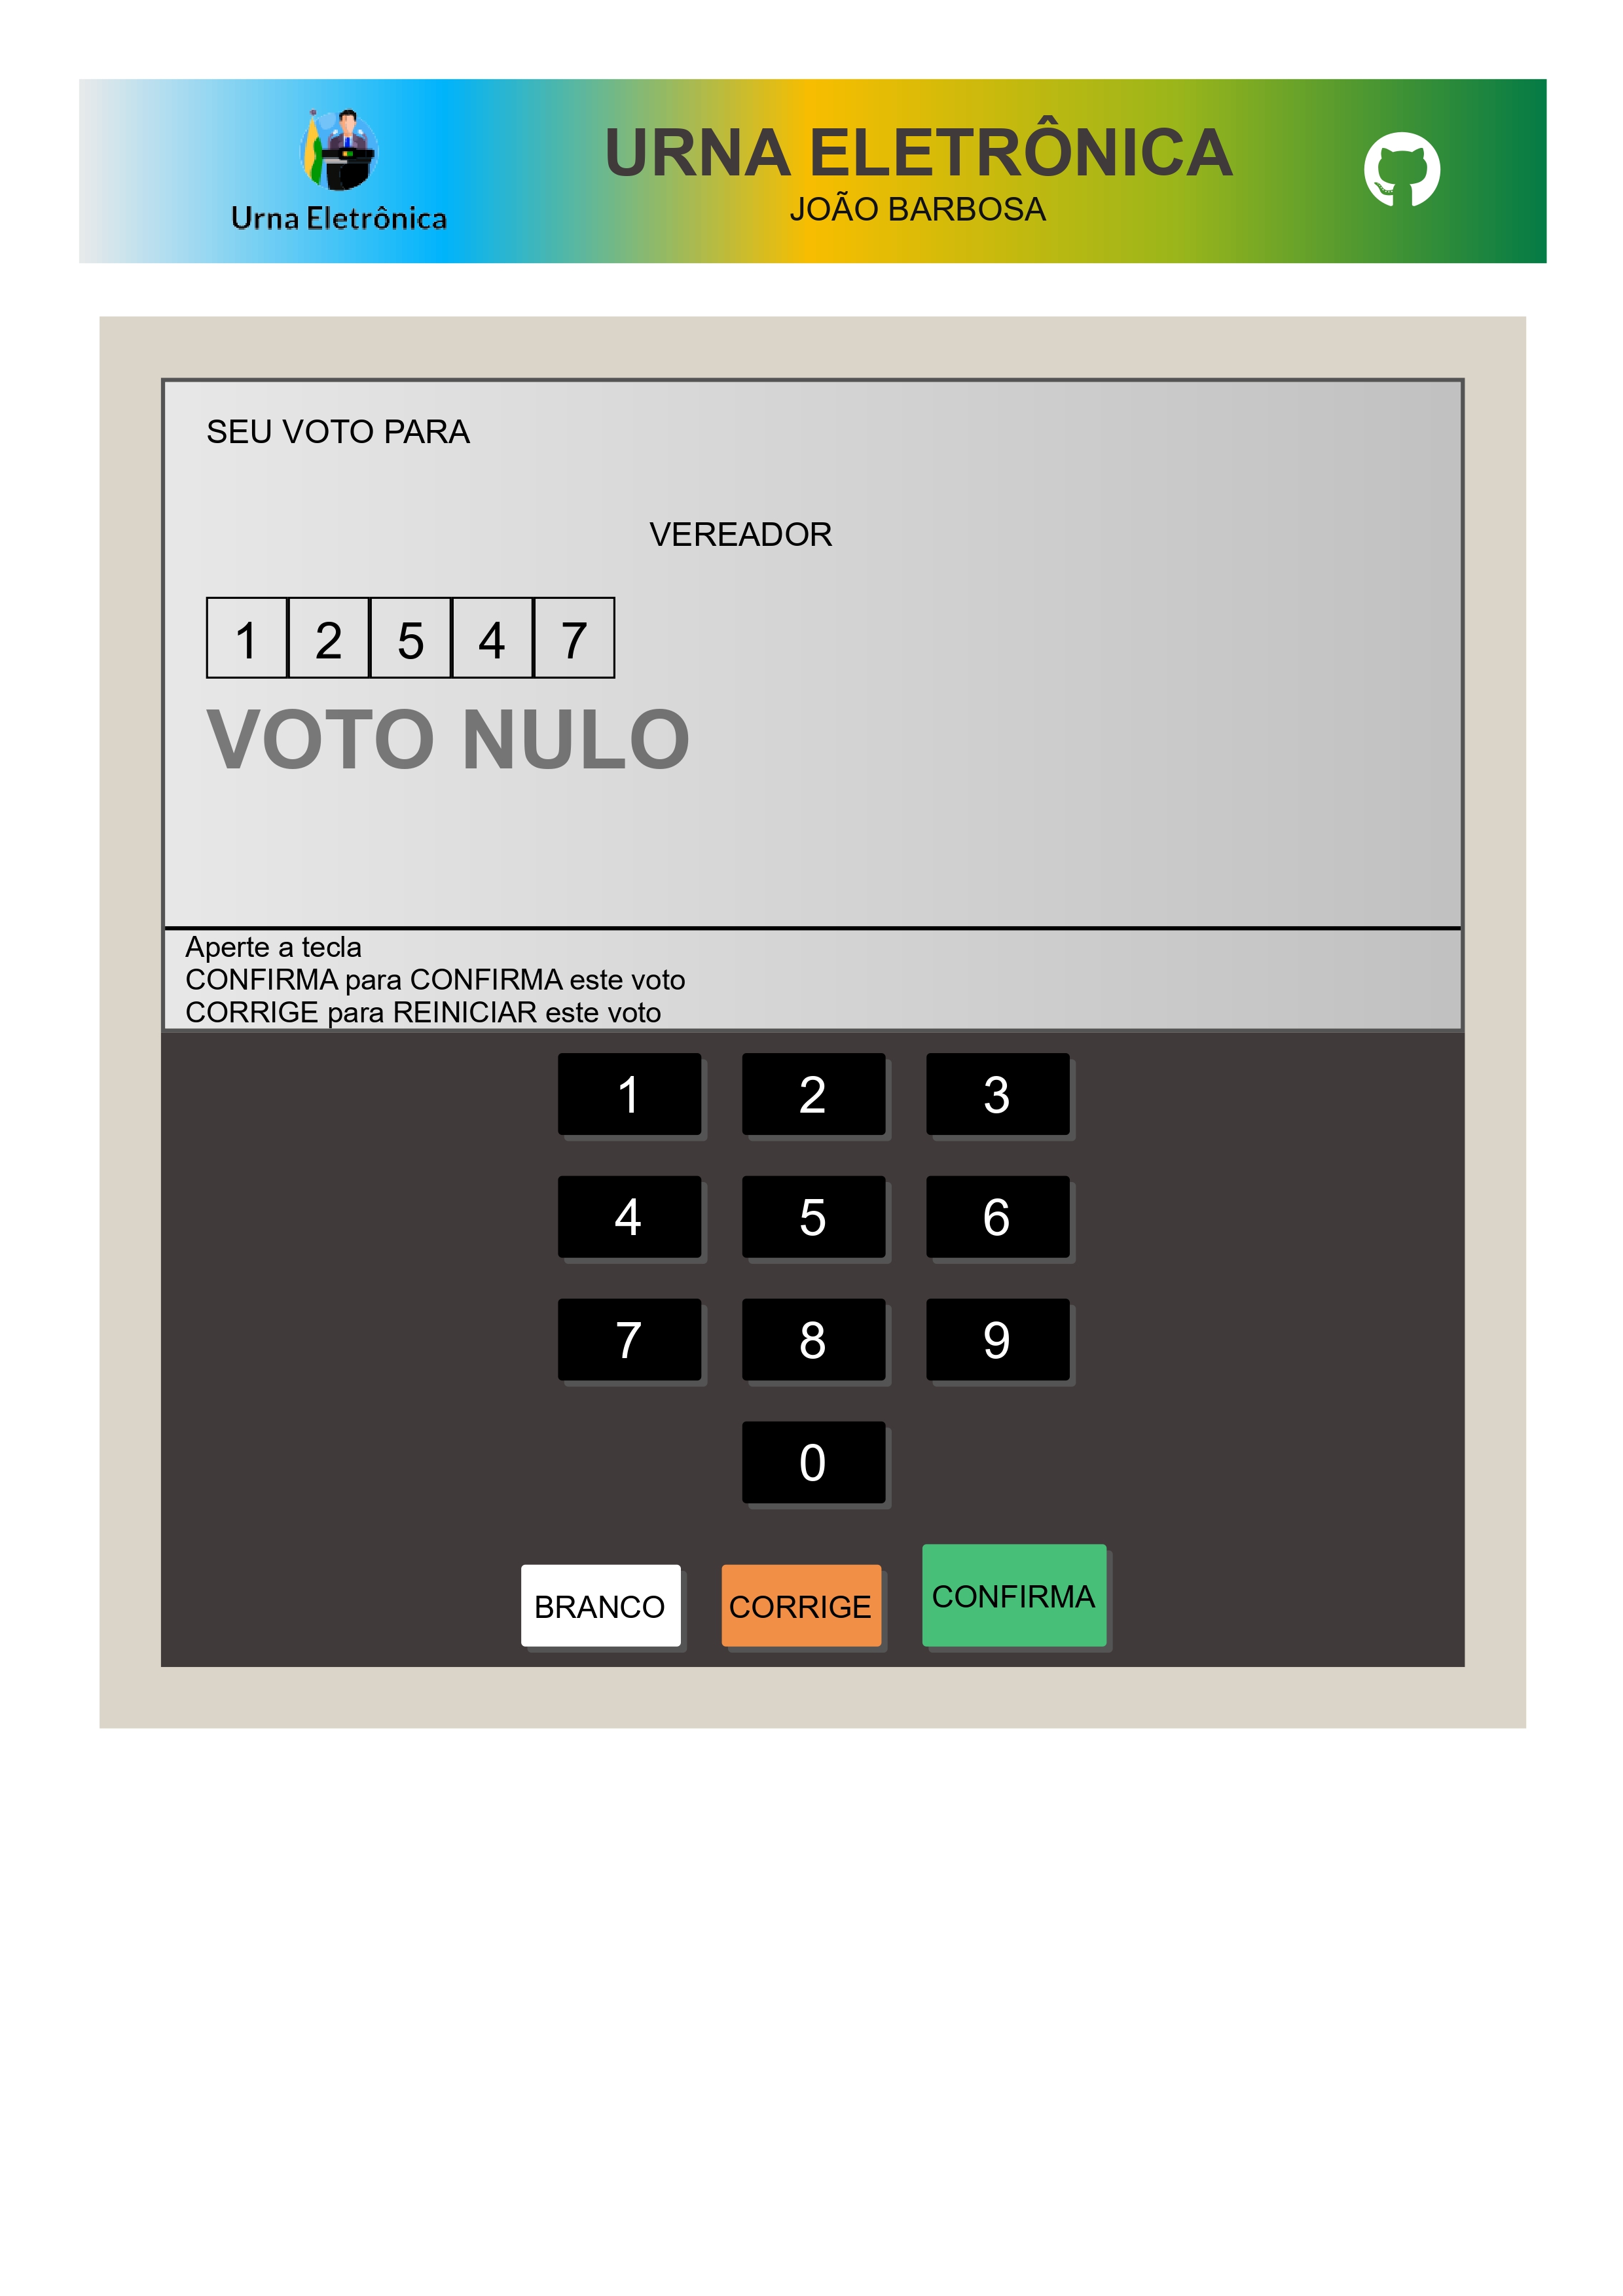 Urna Eletrônica
URNA ELETRÔNICA
JOÃO BARBOSA
SEU VOTO PARA
VEREADOR
1 2 5 4 7
VOTO NULO
Aperte a tecla
CONFIRMA para CONFIRMA este voto
CORRIGE para REINICIAR este voto
1 2 3
4 5 6
7 8 9
0
BRANCO CORRIGE CONFIRMA